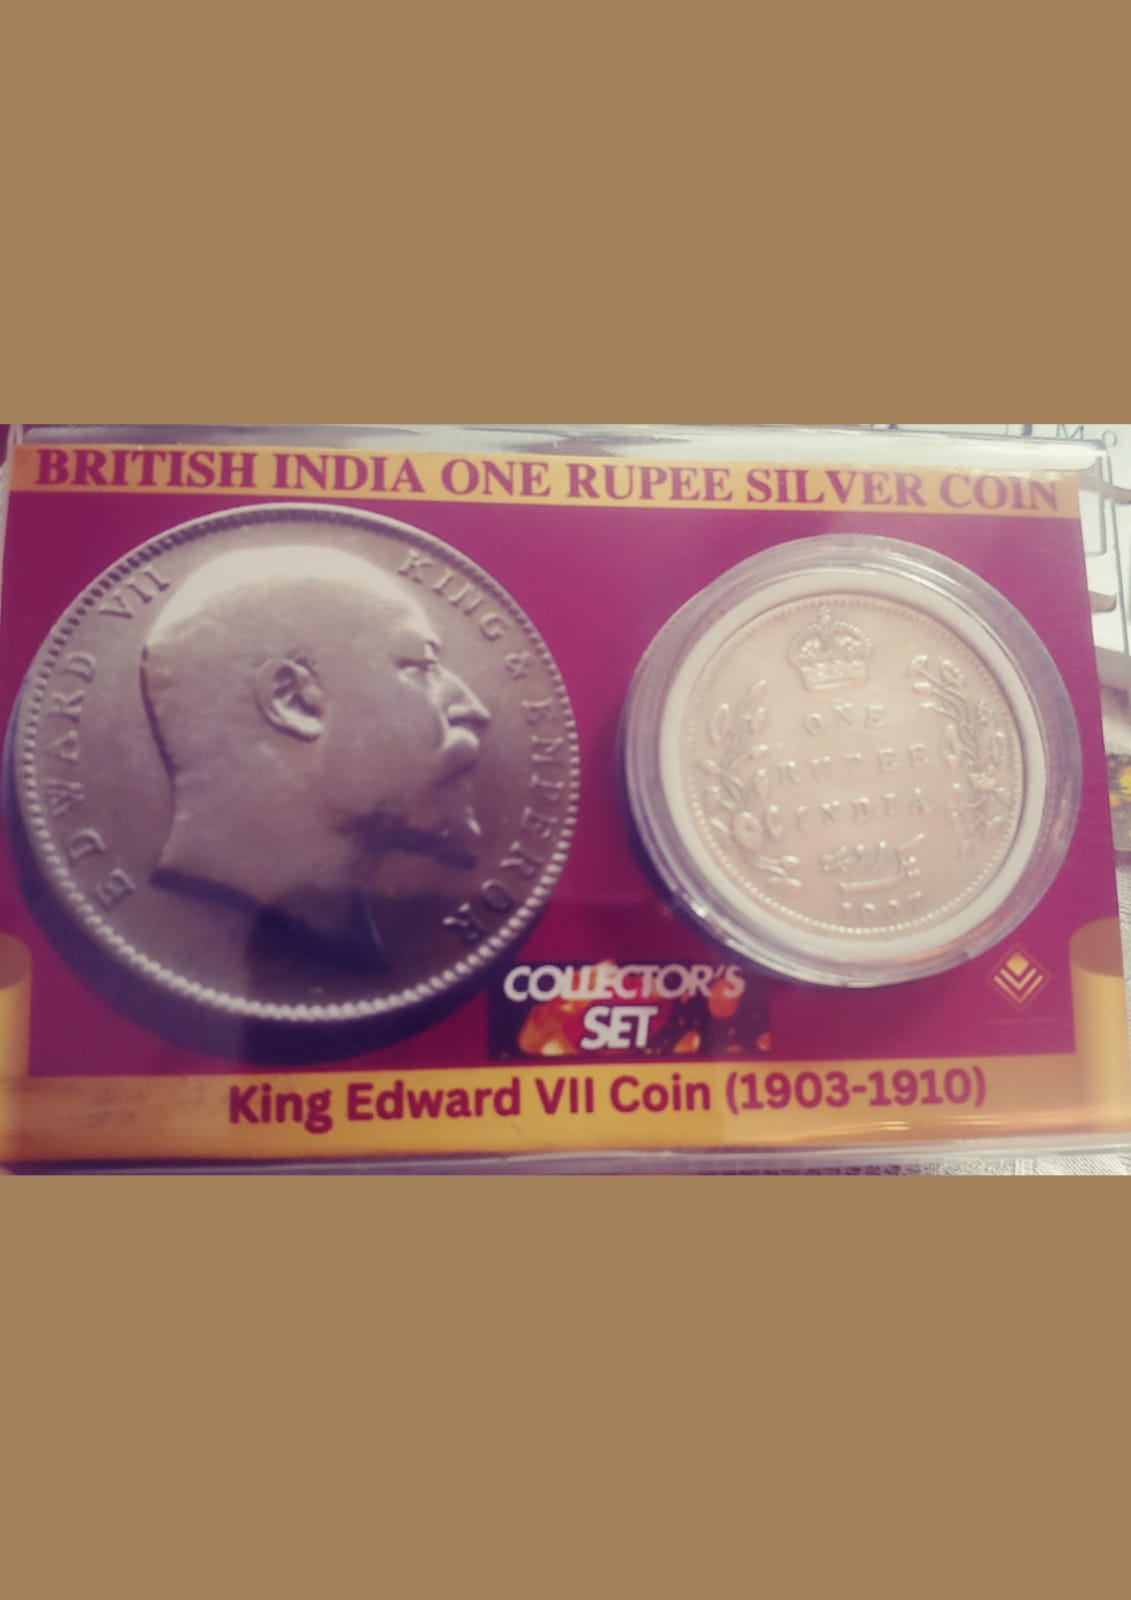 BRITISH INDIA ONE RUPEE SILVER COIN
EDWARD VII KING & EMPEROR
ONE
RUPEE
INDIA
1907
COLLECTOR'S
SET
King Edward VII Coin (1903-1910)